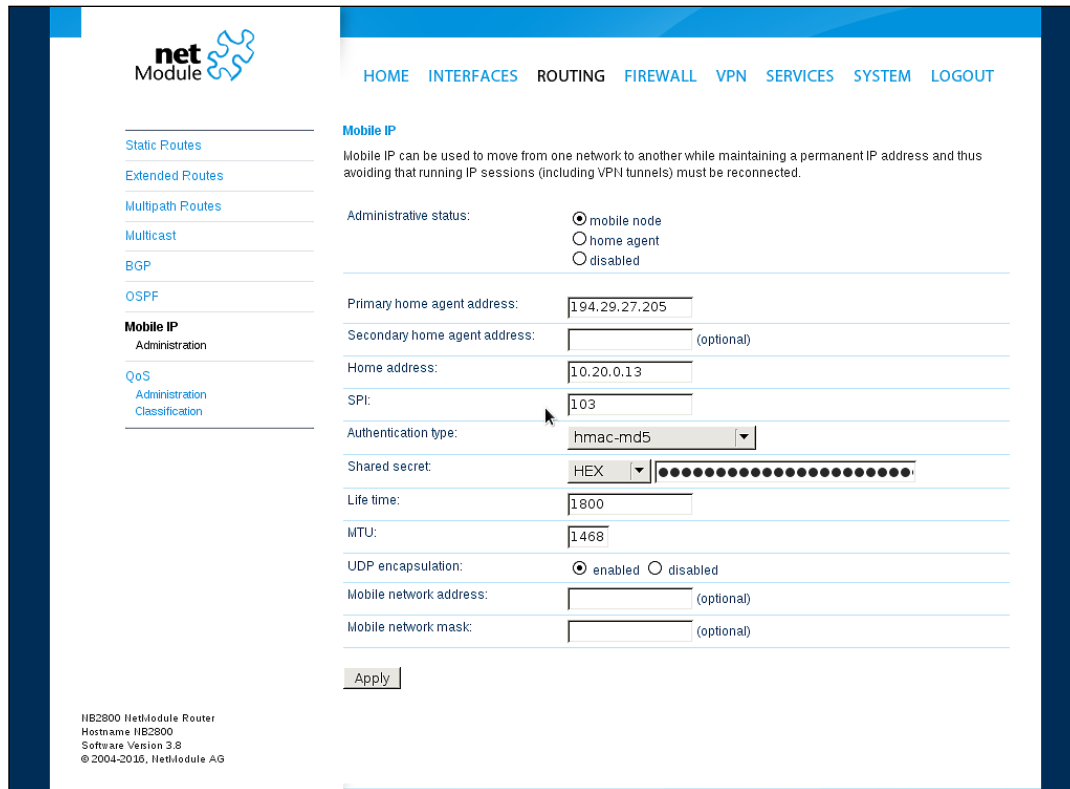 net
Module
HOME INTERFACES ROUTING FIREWALL VPN SERVICES SYSTEM LOGOUT
Static Routes
Extended Routes
Multipath Routes
Multicast
BGP
OSPF
Mobile IP
Administration
QoS
Administration
Classification
Mobile IP
Mobile IP can be used to move from one network to another while maintaining a permanent IP address and thus
avoiding that running IP sessions (including VPN tunnels) must be reconnected.
Administrative status:
mobile node
home agent
disabled
Primary home agent address: 194.29.27.205
Secondary home agent address: (optional)
Home address: 10.20.0.13
SPI: 103
Authentication type: hmac-md5
Shared secret: HEX
Life time: 1800
MTU: 1468
UDP encapsulation: enabled disabled
Mobile network address: (optional)
Mobile network mask: (optional)
Apply
NB2800 NetModule Router
Hostname NB2800
Software Version 3.8
© 2004-2016, NetModule AG